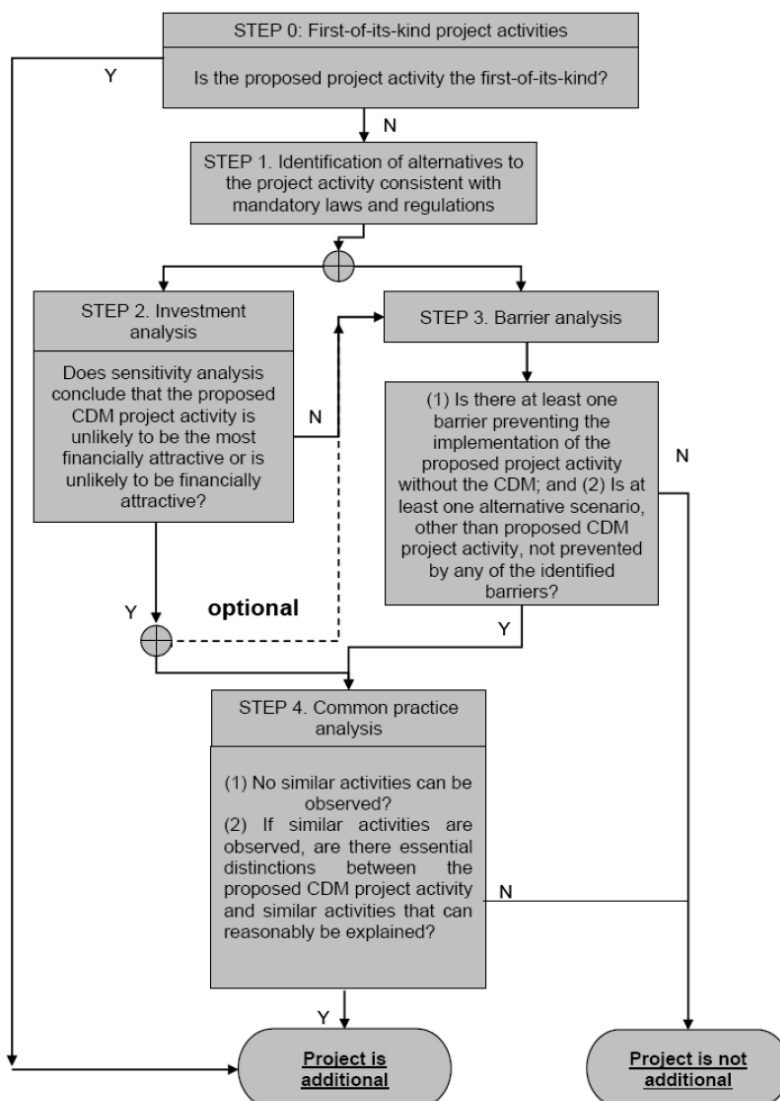 STEP 0: First-of-its-kind project activities
Is the proposed project activity the first-of-its-kind?
Y
N
STEP 1. Identification of alternatives to
the project activity consistent with
mandatory laws and regulations
STEP 2. Investment
analysis
Does sensitivity analysis
conclude that the proposed
CDM project activity is
unlikely to be the most
financially attractive or is
unlikely to be financially
attractive?
N
Y
optional
STEP 3. Barrier analysis
(1) Is there at least one
barrier preventing the
implementation of the
proposed project activity
without the CDM; and (2) Is at
least one alternative scenario,
other than proposed CDM
project activity, not prevented
by any of the identified
barriers?
N
Y
STEP 4. Common practice
analysis
(1) No similar activities can be
observed?
(2) If similar activities are
observed, are there essential
distinctions between the
proposed CDM project activity
and similar activities that can
reasonably be explained?
N
Y
Project is
additional
Project is not
additional